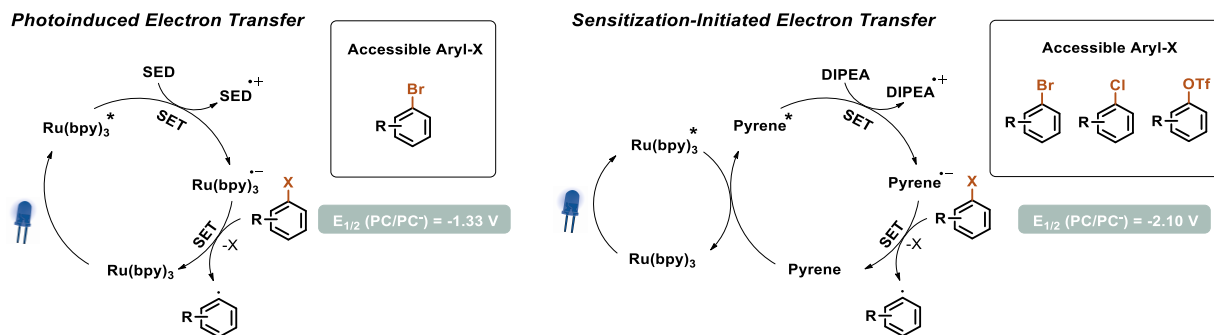 Photoinduced Electron Transfer
SED
SED•+
SET
Ru(bpy)3*
Ru(bpy)3•-
X
R
SET
-X
Ru(bpy)3
R
Accessible Aryl-X
Br
R
E1/2 (PC/PC-) = -1.33 V
Sensitization-Initiated Electron Transfer
DIPEA
DIPEA•+
SET
Ru(bpy)3*
Pyrene*
Pyrene•-
X
R
SET
-X
Ru(bpy)3
Pyrene
R
Accessible Aryl-X
Br Cl OTf
R R R
E1/2 (PC/PC-) = -2.10 V